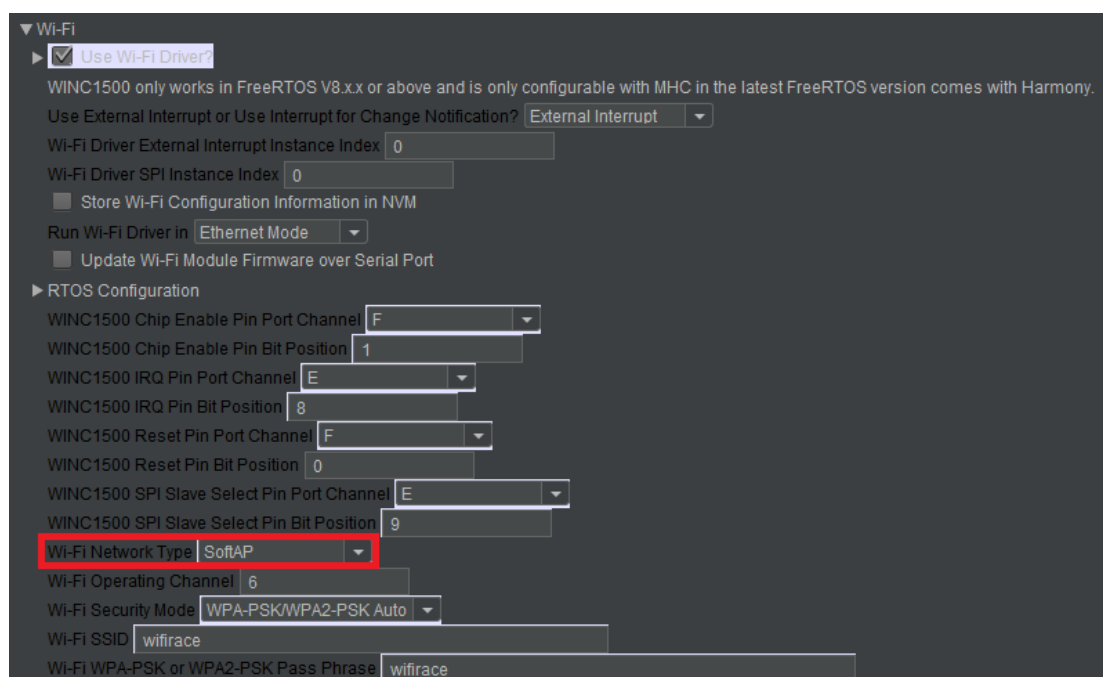 Wi-Fi
Use Wi-Fi Driver?
WINC1500 only works in FreeRTOS V8.x.x or above and is only configurable with MHC in the latest FreeRTOS version comes with Harmony.
Use External Interrupt or Use Interrupt for Change Notification? External Interrupt
Wi-Fi Driver External Interrupt Instance Index 0
Wi-Fi Driver SPI Instance Index 0
Store Wi-Fi Configuration Information in NVM
Run Wi-Fi Driver in Ethernet Mode
Update Wi-Fi Module Firmware over Serial Port
RTOS Configuration
WINC1500 Chip Enable Pin Port Channel F
WINC1500 Chip Enable Pin Bit Position 1
WINC1500 IRQ Pin Port Channel E
WINC1500 IRQ Pin Bit Position 8
WINC1500 Reset Pin Port Channel F
WINC1500 Reset Pin Bit Position 0
WINC1500 SPI Slave Select Pin Port Channel E
WINC1500 SPI Slave Select Pin Bit Position 9
Wi-Fi Network Type SoftAP
Wi-Fi Operating Channel 6
Wi-Fi Security Mode WPA-PSK/WPA2-PSK Auto
Wi-Fi SSID wifirace
Wi-Fi WPA-PSK or WPA2-PSK Pass Phrase wifirace